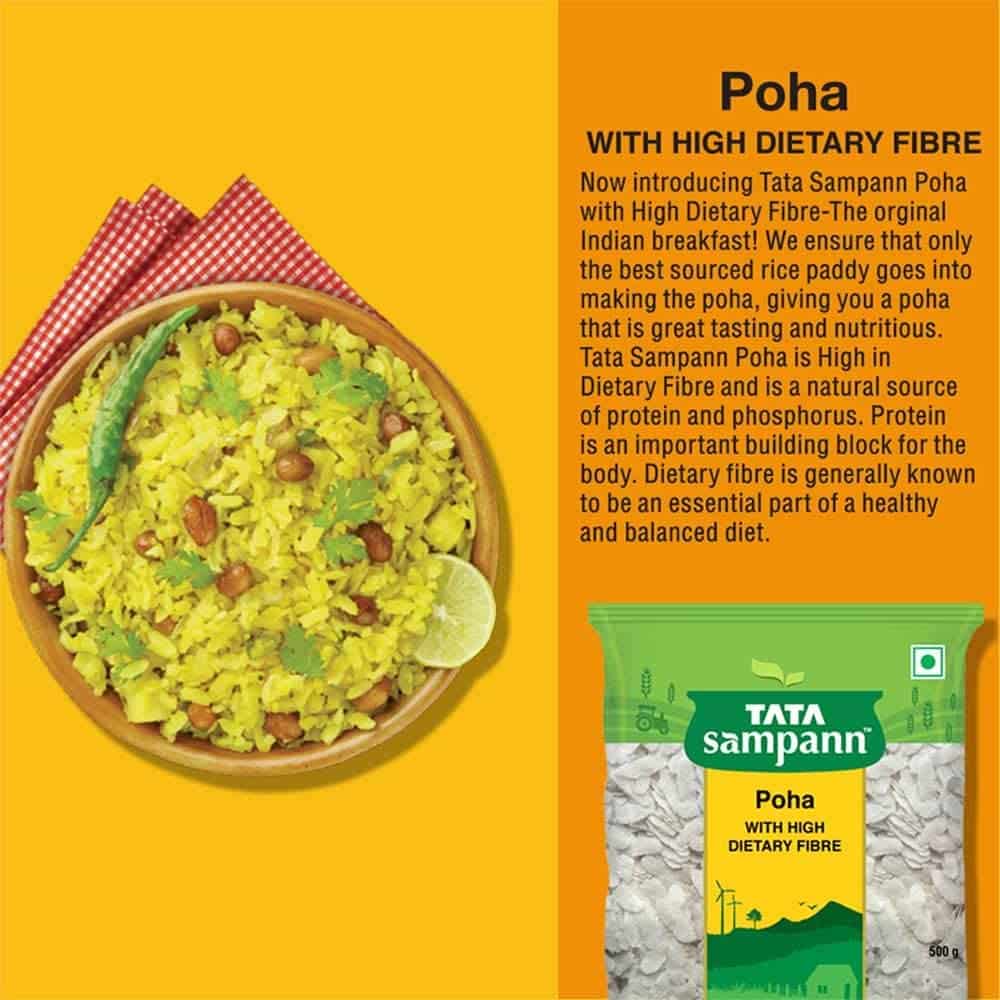 Poha
WITH HIGH DIETARY FIBRE
Now introducing Tata Sampann Poha
with High Dietary Fibre-The orginal
Indian breakfast! We ensure that only
the best sourced rice paddy goes into
making the poha, giving you a poha
that is great tasting and nutritious.
Tata Sampann Poha is High in
Dietary Fibre and is a natural source
of protein and phosphorus. Protein
is an important building block for the
body. Dietary fibre is generally known
to be an essential part of a healthy
and balanced diet.
TATA
sampann™
Poha
WITH HIGH
DIETARY FIBRE
500 g